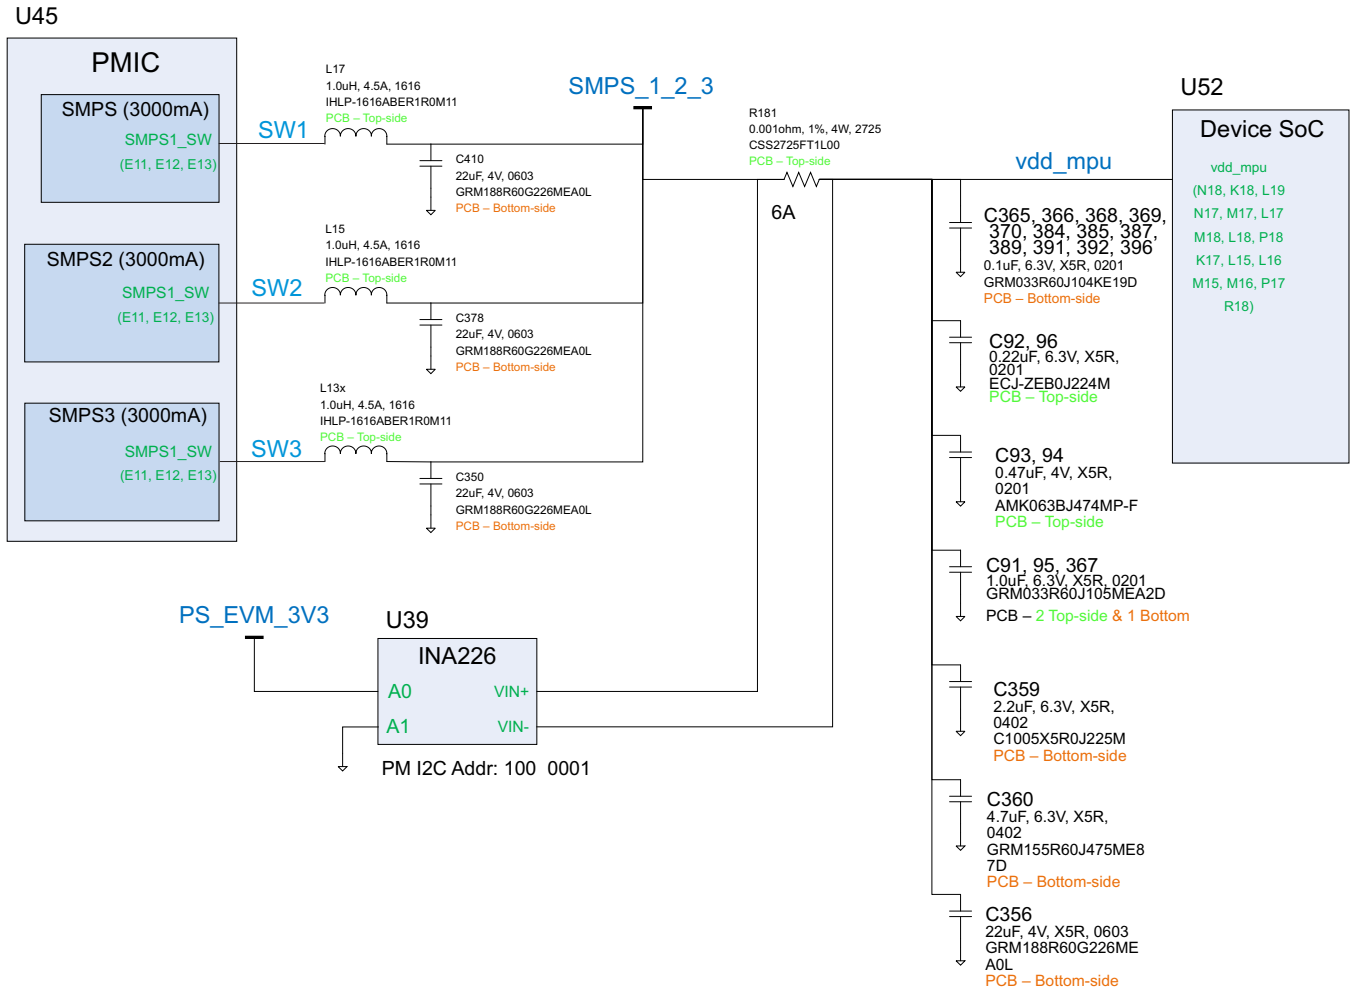 U45
PMIC
SMPS (3000mA)
SMPS1_SW
(E11, E12, E13)
SMPS2 (3000mA)
SMPS1_SW
(E11, E12, E13)
SMPS3 (3000mA)
SMPS1_SW
(E11, E12, E13)
SW1
SW2
SW3
L17
1.0uH, 4.5A, 1616
IHLP-1616ABER1R0M11
PCB – Top-side
C410
22uF, 4V, 0603
GRM188R60G226MEA0L
PCB – Bottom-side
L15
1.0uH, 4.5A, 1616
IHLP-1616ABER1R0M11
PCB – Top-side
C378
22uF, 4V, 0603
GRM188R60G226MEA0L
PCB – Bottom-side
L13x
1.0uH, 4.5A, 1616
IHLP-1616ABER1R0M11
PCB – Top-side
C350
22uF, 4V, 0603
GRM188R60G226MEA0L
PCB – Bottom-side
SMPS_1_2_3
R181
0.001ohm, 1%, 4W, 2725
CSS2725FT1L00
PCB – Top-side
6A
vdd_mpu
U52
Device SoC
vdd_mpu
(N18, K18, L19
N17, M17, L17
M18, L18, P18
K17, L15, L16
M15, M16, P17
R18)
C365, 366, 368, 369,
370, 384, 385, 387,
389, 391, 392, 396
0.1uF, 6.3V, X5R, 0201
GRM033R60J104KE19D
PCB – Bottom-side
C92, 96
0.22uF, 6.3V, X5R,
0201
ECJ-ZEB0J224M
PCB – Top-side
C93, 94
0.47uF, 4V, X5R,
0201
AMK063BJ474MP-F
PCB – Top-side
C91, 95, 367
1.0uF, 6.3V, X5R, 0201
GRM033R60J105MEA2D
PCB – 2 Top-side & 1 Bottom
C359
2.2uF, 6.3V, X5R,
0402
C1005X5R0J225M
PCB – Bottom-side
C360
4.7uF, 6.3V, X5R,
0402
GRM155R60J475ME8
7D
PCB – Bottom-side
C356
22uF, 4V, X5R, 0603
GRM188R60G226ME
A0L
PCB – Bottom-side
PS_EVM_3V3
U39
INA226
A0
VIN+
A1
VIN-
PM I2C Addr: 100 0001